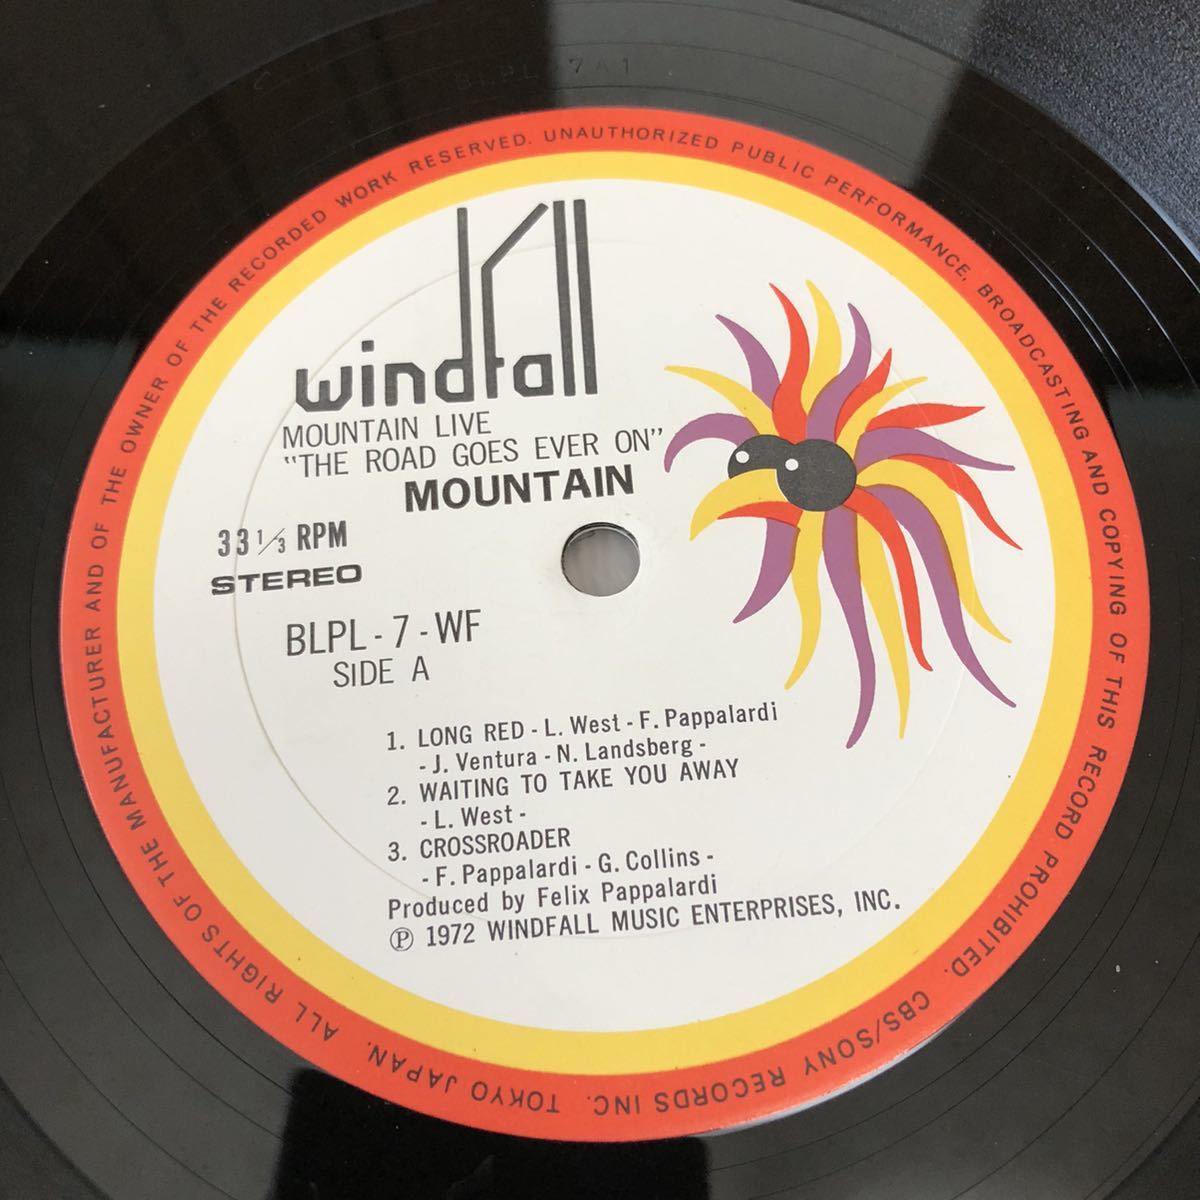 BLPL 7A1
ALL RIGHTS OF THE MANUFACTURER AND OF THE OWNER OF THE RECORDED WORK RESERVED. UNAUTHORIZED PUBLIC PERFORMANCE, BROADCASTING AND COPYING OF THIS RECORD PROHIBITED. CBS/SONY RECORDS INC. TOKYO JAPAN.
windfall
MOUNTAIN LIVE
"THE ROAD GOES EVER ON"
MOUNTAIN
33 1/3 RPM
STEREO
BLPL - 7 - WF
SIDE A
1. LONG RED - L. West - F. Pappalardi
- J. Ventura - N. Landsberg -
2. WAITING TO TAKE YOU AWAY
- L. West -
3. CROSSROADER
- F. Pappalardi - G. Collins -
Produced by Felix Pappalardi
℗ 1972 WINDFALL MUSIC ENTERPRISES, INC.